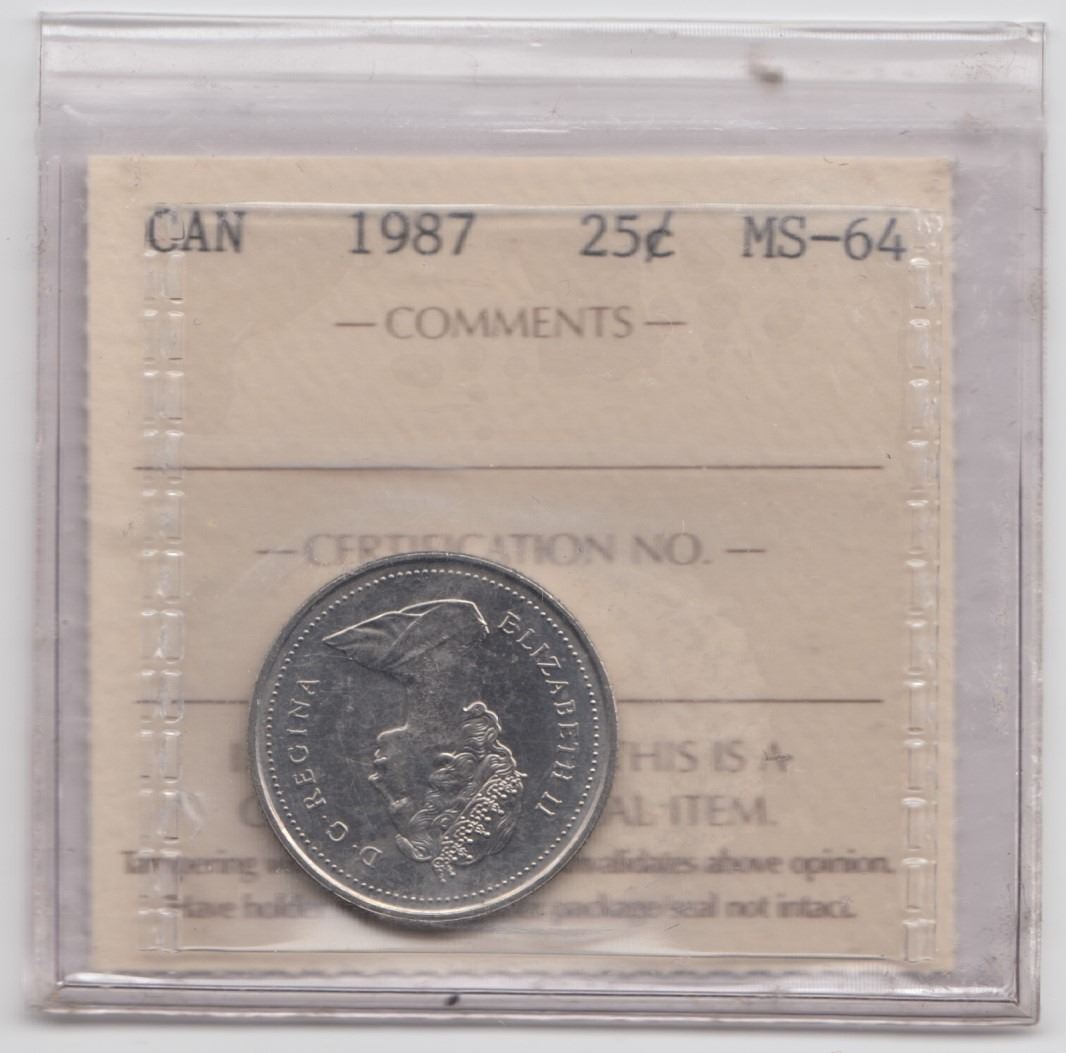 CAN 1987 25¢ MS-64
— COMMENTS —
— CERTIFICATION NO. —
THIS IS A
AL ITEM.
Tampering validates above opinion.
Have holder package seal not intact.
ELIZABETH II
D·G·REGINA